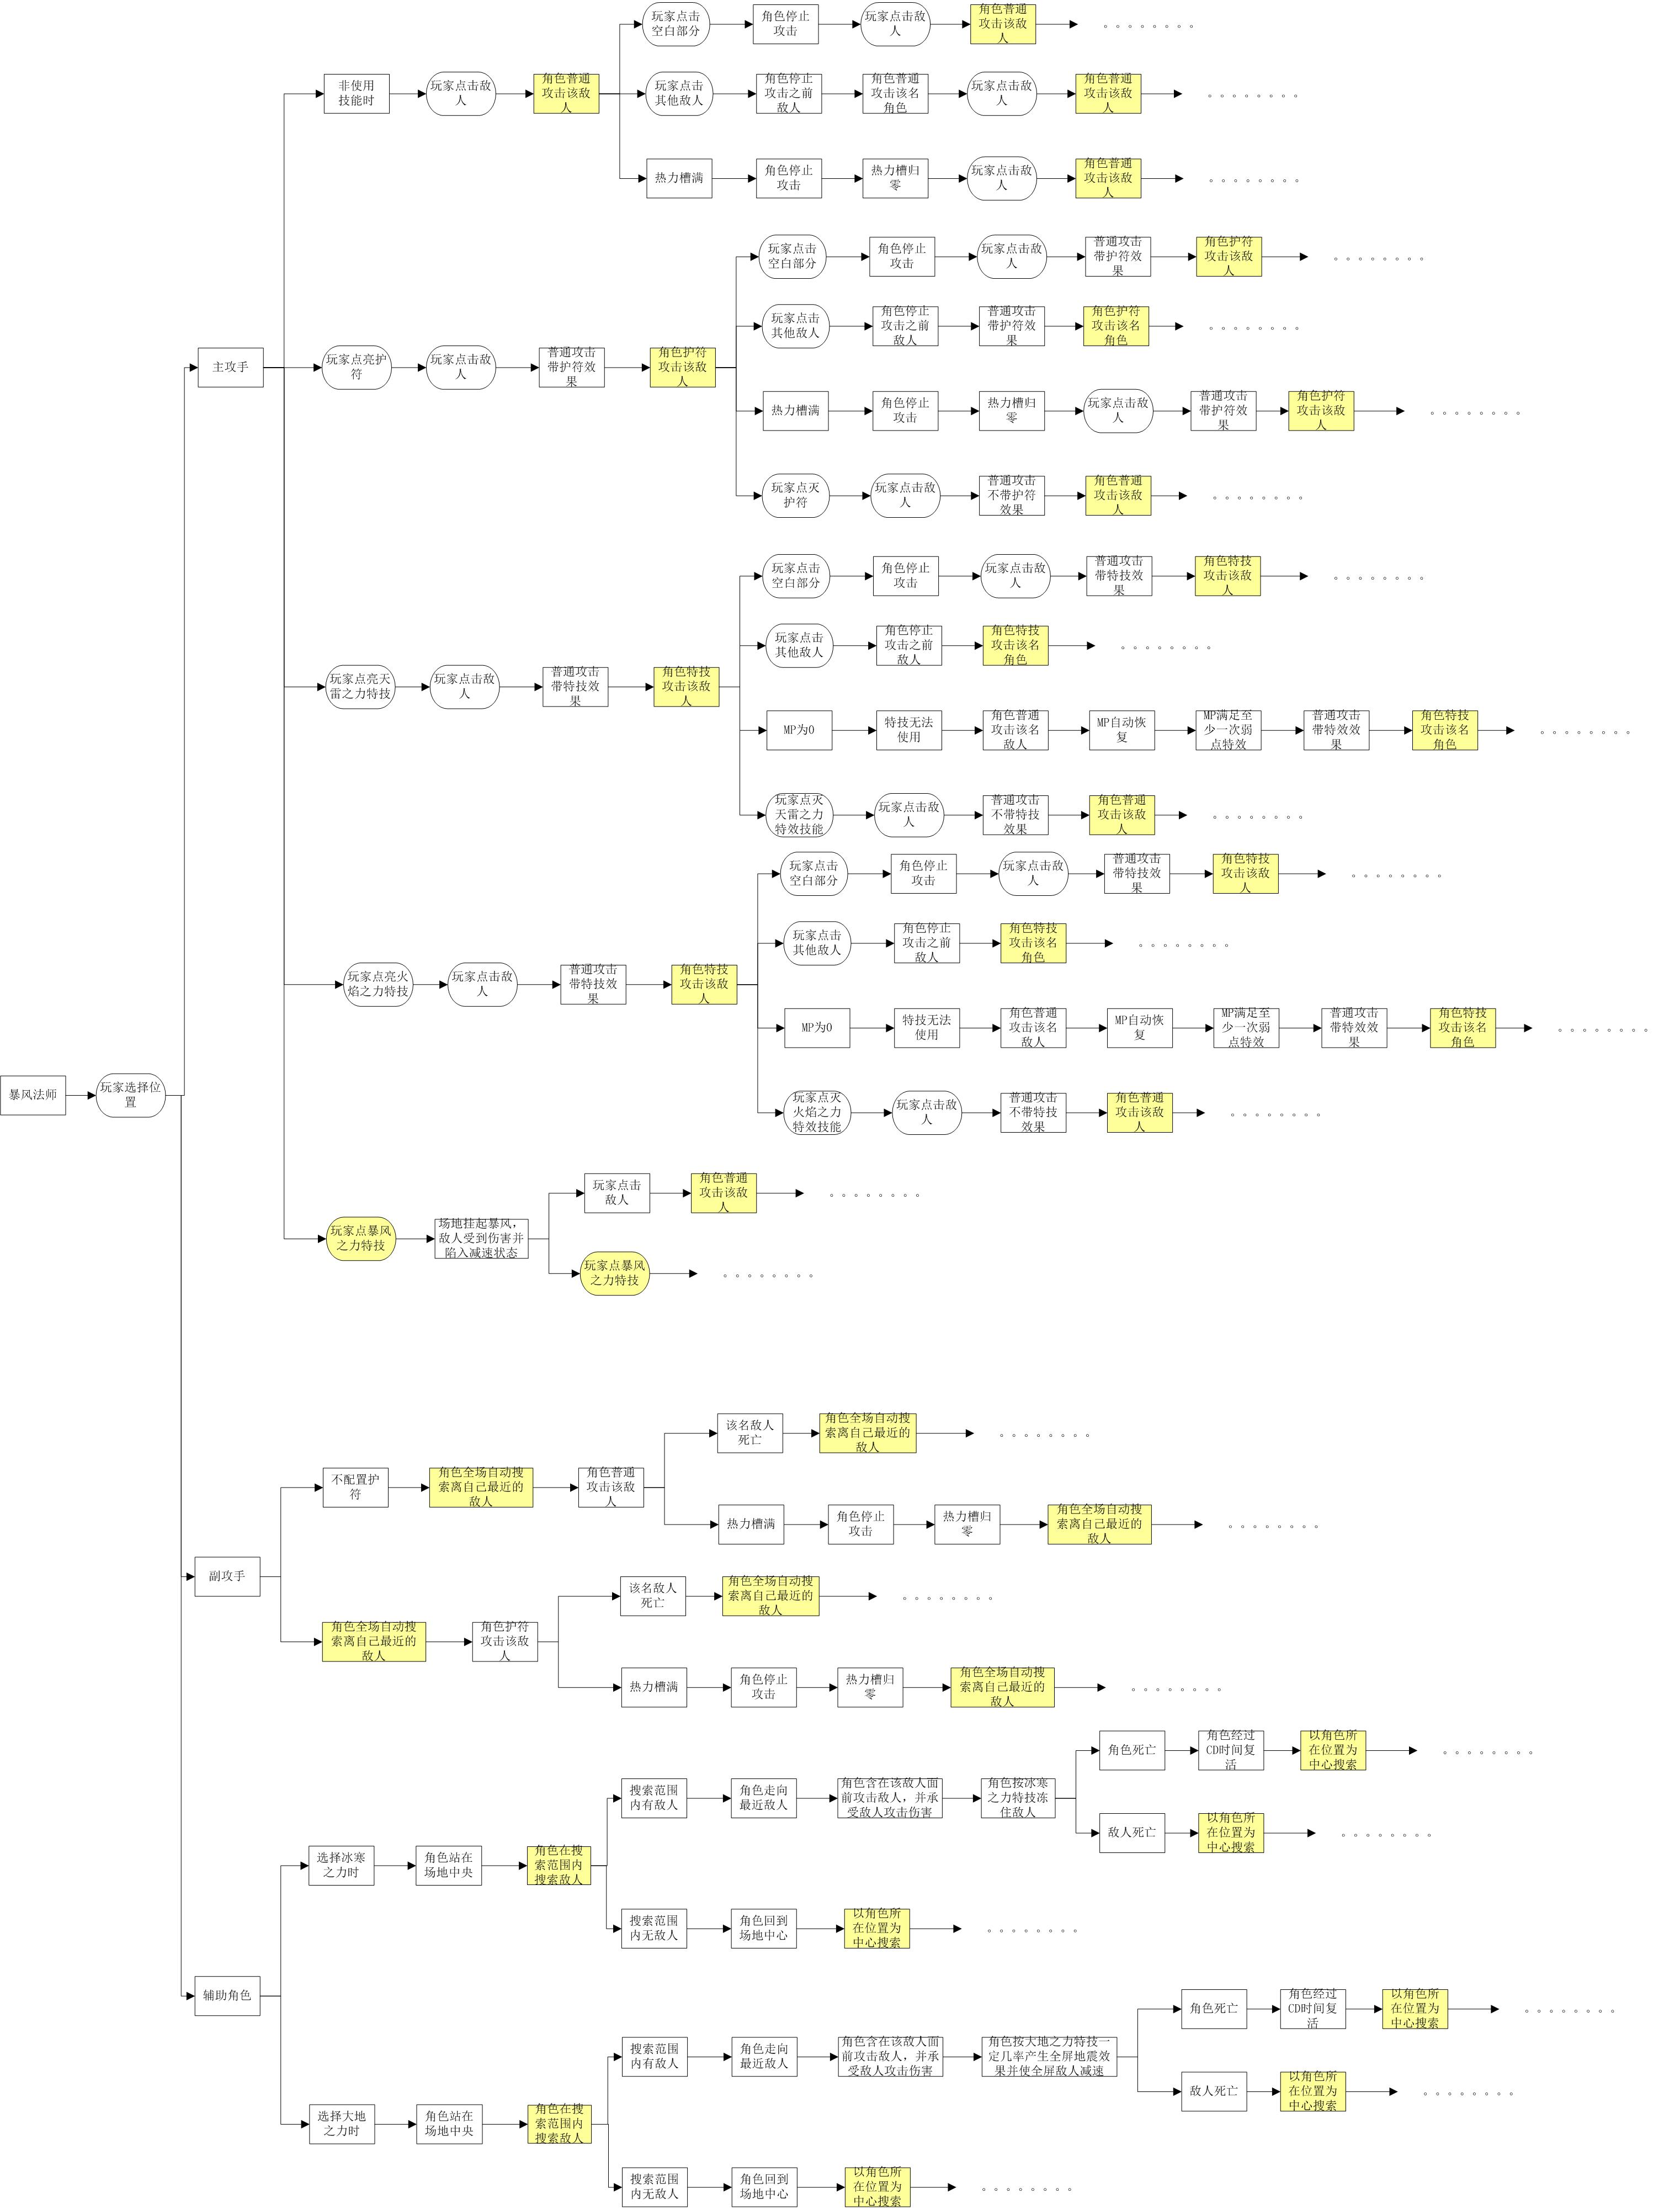 玩家点击
空白部分
角色停止
攻击
玩家点击敌
人
角色普通
攻击该敌
人
。。。。。。。。
非使用
技能时
玩家点击敌
人
角色普通
攻击该敌
人
玩家点击
其他敌人
角色停止
攻击之前
敌人
角色普通
攻击该名
角色
玩家点击敌
人
角色普通
攻击该敌
人
。。。。。。。。
热力槽满
角色停止
攻击
热力槽归
零
玩家点击敌
人
角色普通
攻击该敌
人
。。。。。。。。
玩家点击
空白部分
角色停止
攻击
玩家点击敌
人
普通攻击
带护符效
果
角色护符
攻击该敌
人
。。。。。。。。
玩家点击
其他敌人
角色停止
攻击之前
敌人
普通攻击
带护符效
果
角色护符
攻击该名
角色
。。。。。。。。
主攻手
玩家点亮护
符
玩家点击敌
人
普通攻击
带护符效
果
角色护符
攻击该敌
人
热力槽满
角色停止
攻击
热力槽归
零
玩家点击敌
人
普通攻击
带护符效
果
角色护符
攻击该敌
人
。。。。。。。。
玩家点灭
护符
玩家点击敌
人
普通攻击
不带护符
效果
角色普通
攻击该敌
人
。。。。。。。。
玩家点击
空白部分
角色停止
攻击
玩家点击敌
人
普通攻击
带特技效
果
角色特技
攻击该敌
人
。。。。。。。。
玩家点击
其他敌人
角色停止
攻击之前
敌人
角色特技
攻击该名
角色
。。。。。。。。
玩家点亮天
雷之力特技
玩家点击敌
人
普通攻击
带特技效
果
角色特技
攻击该敌
人
MP为0
特技无法
使用
角色普通
攻击该名
敌人
MP自动恢
复
MP满足至
少一次弱
点特效
普通攻击
带特效效
果
角色特技
攻击该名
角色
。。。。。。。。
玩家点灭
天雷之力
特效技能
玩家点击敌
人
普通攻击
不带特技
效果
角色普通
攻击该敌
人
。。。。。。。。
玩家点击
空白部分
角色停止
攻击
玩家点击敌
人
普通攻击
带特技效
果
角色特技
攻击该敌
人
。。。。。。。。
玩家点击
其他敌人
角色停止
攻击之前
敌人
角色特技
攻击该名
角色
。。。。。。。。
玩家点亮火
焰之力特技
玩家点击敌
人
普通攻击
带特技效
果
角色特技
攻击该敌
人
MP为0
特技无法
使用
角色普通
攻击该名
敌人
MP自动恢
复
MP满足至
少一次弱
点特效
普通攻击
带特效效
果
角色特技
攻击该名
角色
。。。。。。。。
暴风法师
玩家选择位
置
玩家点灭
火焰之力
特效技能
玩家点击敌
人
普通攻击
不带特技
效果
角色普通
攻击该敌
人
。。。。。。。。
玩家点击
敌人
角色普通
攻击该敌
人
。。。。。。。。
玩家点暴风
之力特技
场地挂起暴风，
敌人受到伤害并
陷入减速状态
玩家点暴风
之力特技
。。。。。。。。
该名敌人
死亡
角色全场自动搜
索离自己最近的
敌人
。。。。。。。。
不配置护
符
角色全场自动搜
索离自己最近的
敌人
角色普通
攻击该敌
人
热力槽满
角色停止
攻击
热力槽归
零
角色全场自动搜
索离自己最近的
敌人
。。。。。。。。
副攻手
该名敌人
死亡
角色全场自动搜
索离自己最近的
敌人
。。。。。。。。
角色全场自动搜
索离自己最近的
敌人
角色护符
攻击该敌
人
热力槽满
角色停止
攻击
热力槽归
零
角色全场自动搜
索离自己最近的
敌人
。。。。。。。。
角色死亡
角色经过
CD时间复
活
以角色所
在位置为
中心搜索
。。。。。。。。
搜索范围
内有敌人
角色走向
最近敌人
角色含在该敌人面
前攻击敌人，并承
受敌人攻击伤害
角色按冰寒
之力特技冻
住敌人
敌人死亡
以角色所
在位置为
中心搜索
。。。。。。。。
选择冰寒
之力时
角色站在
场地中央
角色在搜
索范围内
搜索敌人
搜索范围
内无敌人
角色回到
场地中心
以角色所
在位置为
中心搜索
。。。。。。。。
辅助角色
角色死亡
角色经过
CD时间复
活
以角色所
在位置为
中心搜索
。。。。。。。。
搜索范围
内有敌人
角色走向
最近敌人
角色含在该敌人面
前攻击敌人，并承
受敌人攻击伤害
角色按大地之力特技一
定几率产生全屏地震效
果并使全屏敌人减速
敌人死亡
以角色所
在位置为
中心搜索
。。。。。。。。
选择大地
之力时
角色站在
场地中央
角色在搜
索范围内
搜索敌人
搜索范围
内无敌人
角色回到
场地中心
以角色所
在位置为
中心搜索
。。。。。。。。